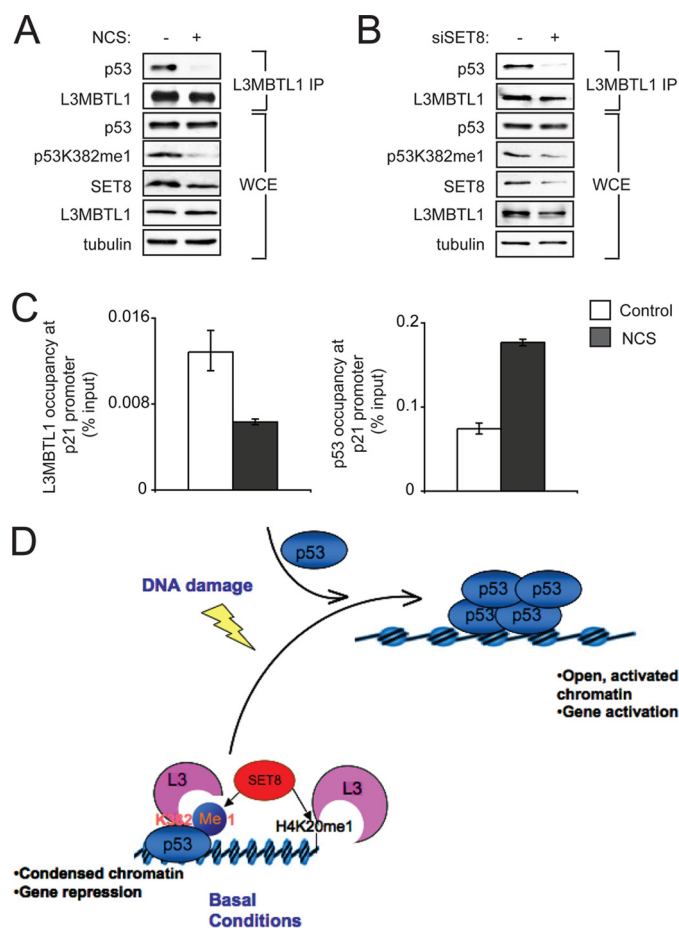 A
NCS: - +
p53
L3MBTL1
L3MBTL1 IP
p53
p53K382me1
SET8
L3MBTL1
tubulin
WCE
B
siSET8: - +
p53
L3MBTL1
L3MBTL1 IP
p53
p53K382me1
SET8
L3MBTL1
tubulin
WCE
C
L3MBTL1 occupancy at
p21 promoter
(% input)
0.016
0.008
0
p53 occupancy at
p21 promoter
(% input)
0.2
0.1
0
Control
NCS
D
p53
DNA damage
p53 p53
p53 p53
•Open, activated
chromatin
•Gene activation
L3
SET8
L3
K382 Me 1
H4K20me1
p53
•Condensed chromatin
•Gene repression
Basal
Conditions